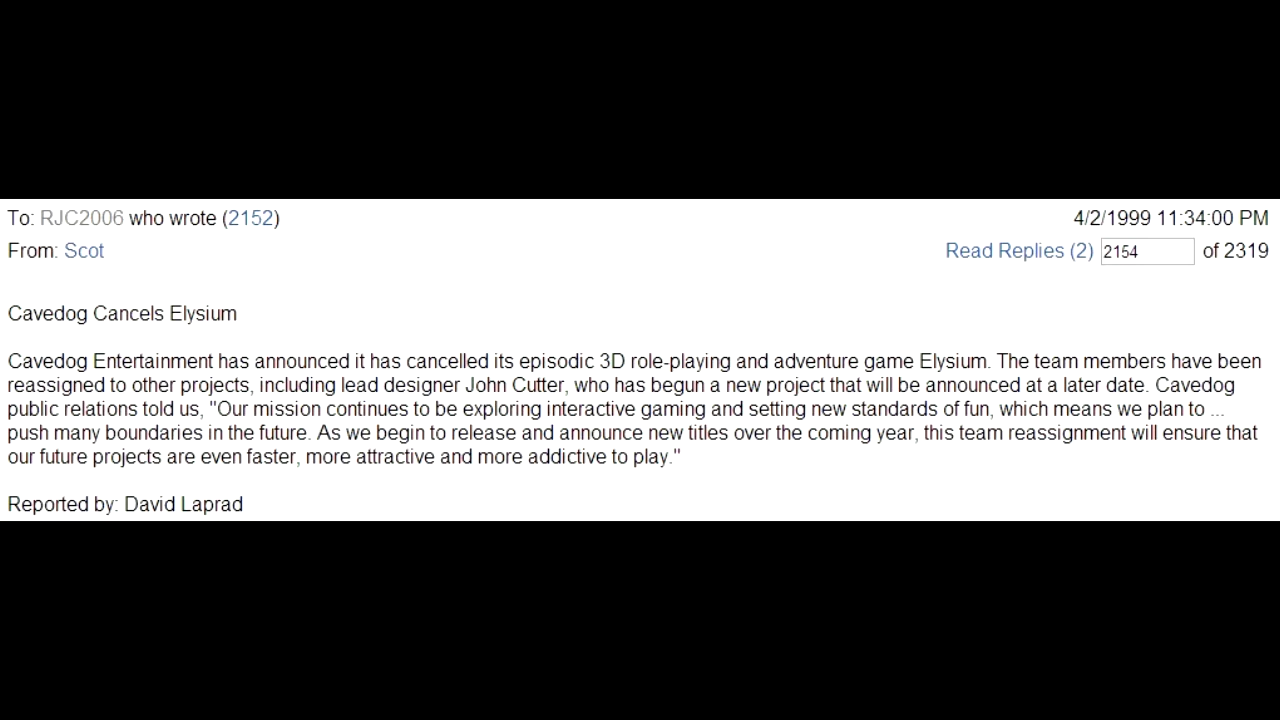 To: RJC2006 who wrote (2152)
4/2/1999 11:34:00 PM
From: Scot
Read Replies (2) 2154 of 2319
Cavedog Cancels Elysium
Cavedog Entertainment has announced it has cancelled its episodic 3D role-playing and adventure game Elysium. The team members have been
reassigned to other projects, including lead designer John Cutter, who has begun a new project that will be announced at a later date. Cavedog
public relations told us, "Our mission continues to be exploring interactive gaming and setting new standards of fun, which means we plan to ...
push many boundaries in the future. As we begin to release and announce new titles over the coming year, this team reassignment will ensure that
our future projects are even faster, more attractive and more addictive to play."
Reported by: David Laprad